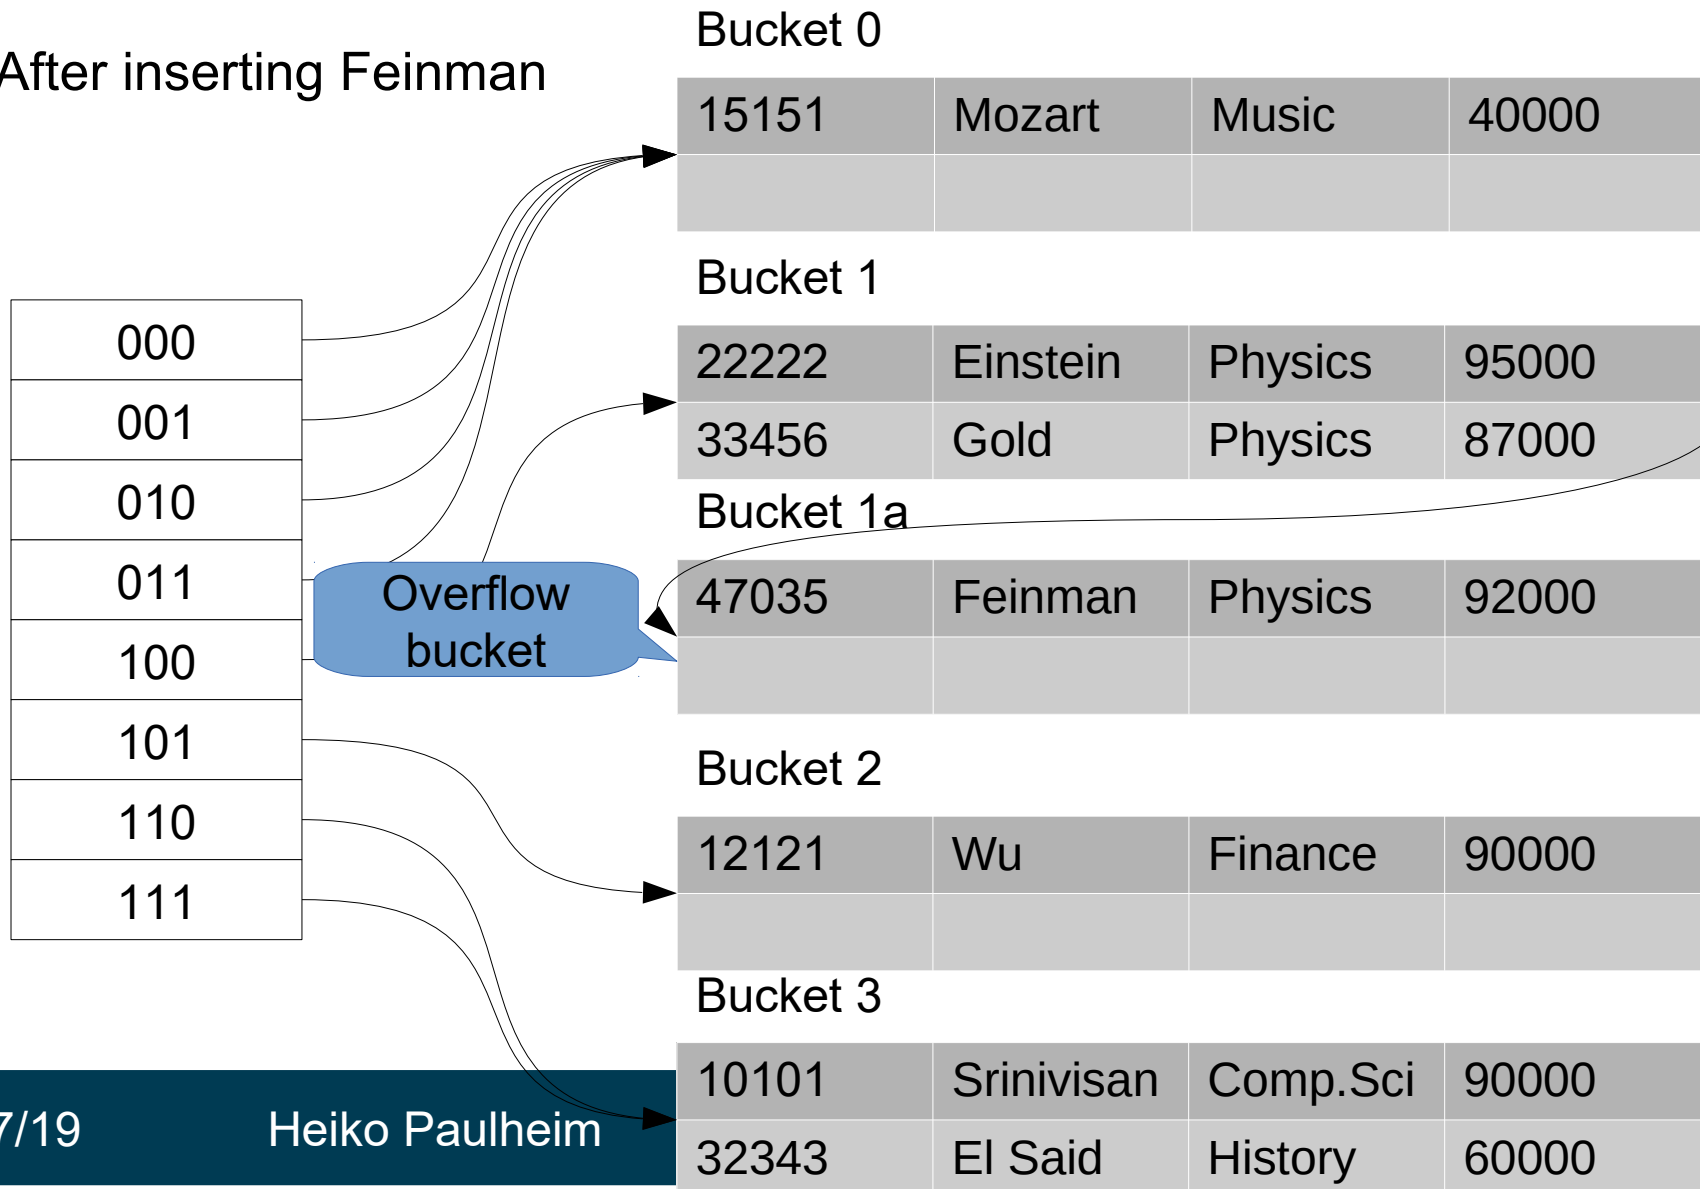 After inserting Feinman
000
001
010
011
100
101
110
111
Overflow
bucket
Bucket 0
15151 Mozart Music 40000
Bucket 1
22222 Einstein Physics 95000
33456 Gold Physics 87000
Bucket 1a
47035 Feinman Physics 92000
Bucket 2
12121 Wu Finance 90000
Bucket 3
10101 Srinivisan Comp.Sci 90000
32343 El Said History 60000
7/19 Heiko Paulheim